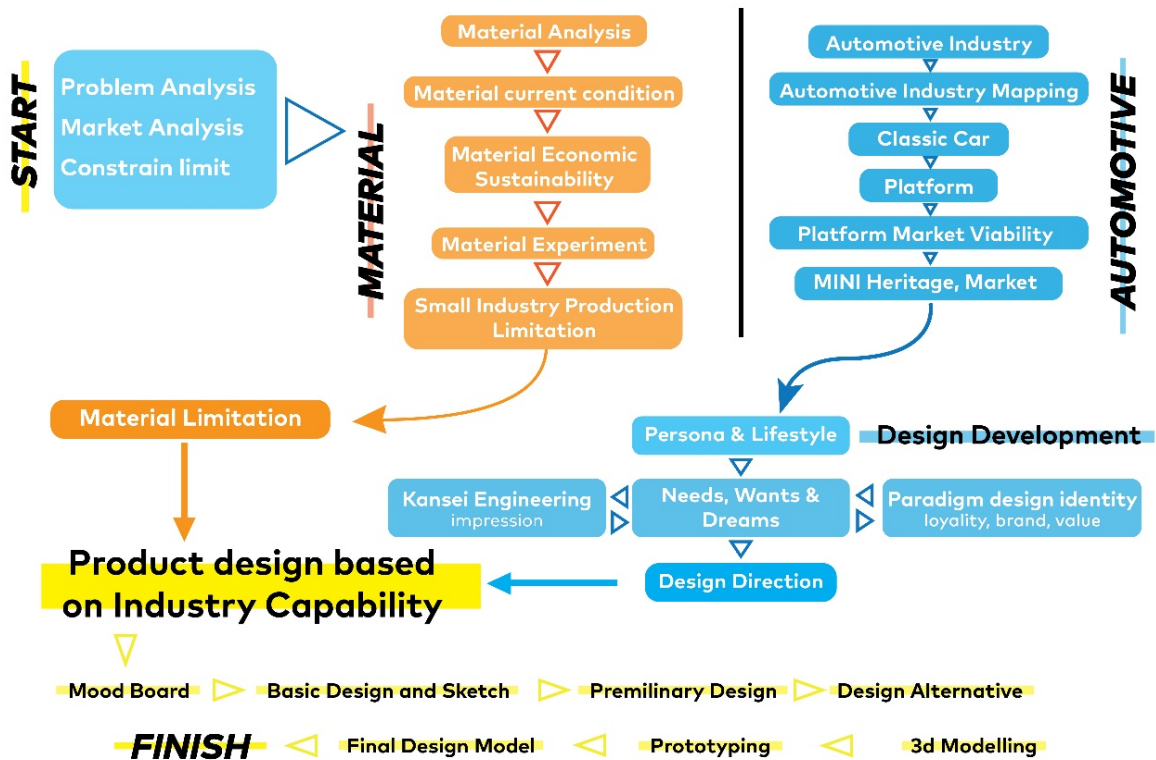 START
Problem Analysis
Market Analysis
Constrain limit
MATERIAL
Material Analysis
Material current condition
Material Economic
Sustainability
Material Experiment
Small Industry Production
Limitation
Automotive Industry
Automotive Industry Mapping
Classic Car
Platform
Platform Market Viability
MINI Heritage, Market
AUTOMOTIVE
Material Limitation
Persona & Lifestyle
Design Development
Kansei Engineering
impression
Needs, Wants &
Dreams
Paradigm design identity
loyality, brand, value
Design Direction
Product design based
on Industry Capability
Mood Board
Basic Design and Sketch
Premilinary Design
Design Alternative
FINISH
Final Design Model
Prototyping
3d Modelling